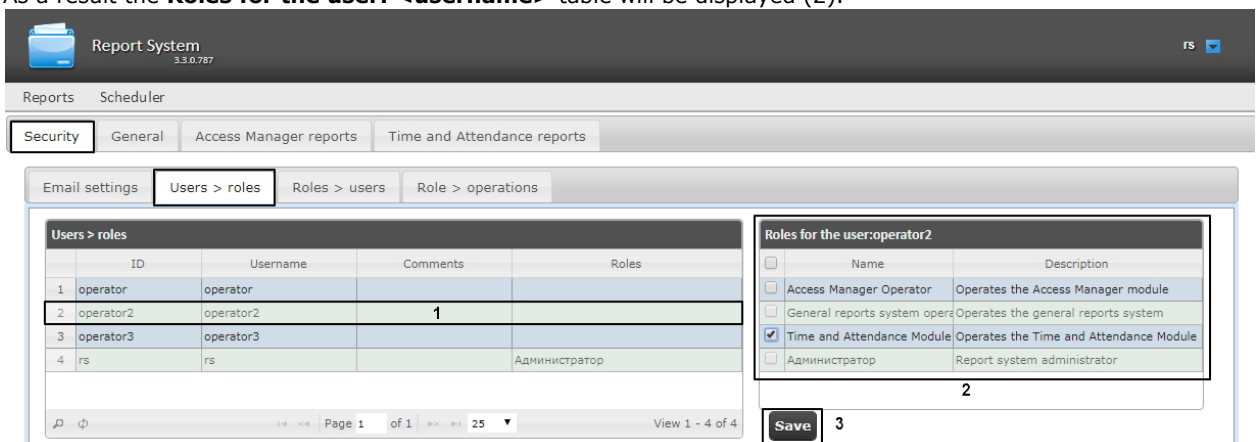 As a result the Roles for the user: <username> table will be displayed (2).
Report System
3.3.0.787
rs
Reports Scheduler
Security General Access Manager reports Time and Attendance reports
Email settings Users > roles Roles > users Role > operations
Users > roles
ID Username Comments Roles
1 operator operator
2 operator2 operator2 1
3 operator3 operator3
4 rs rs Администратор
Page 1 of 1 25 View 1 - 4 of 4
Roles for the user:operator2
Name Description
Access Manager Operator Operates the Access Manager module
General reports system opera Operates the general reports system
Time and Attendance Module Operates the Time and Attendance Module
Администратор Report system administrator
2
Save 3